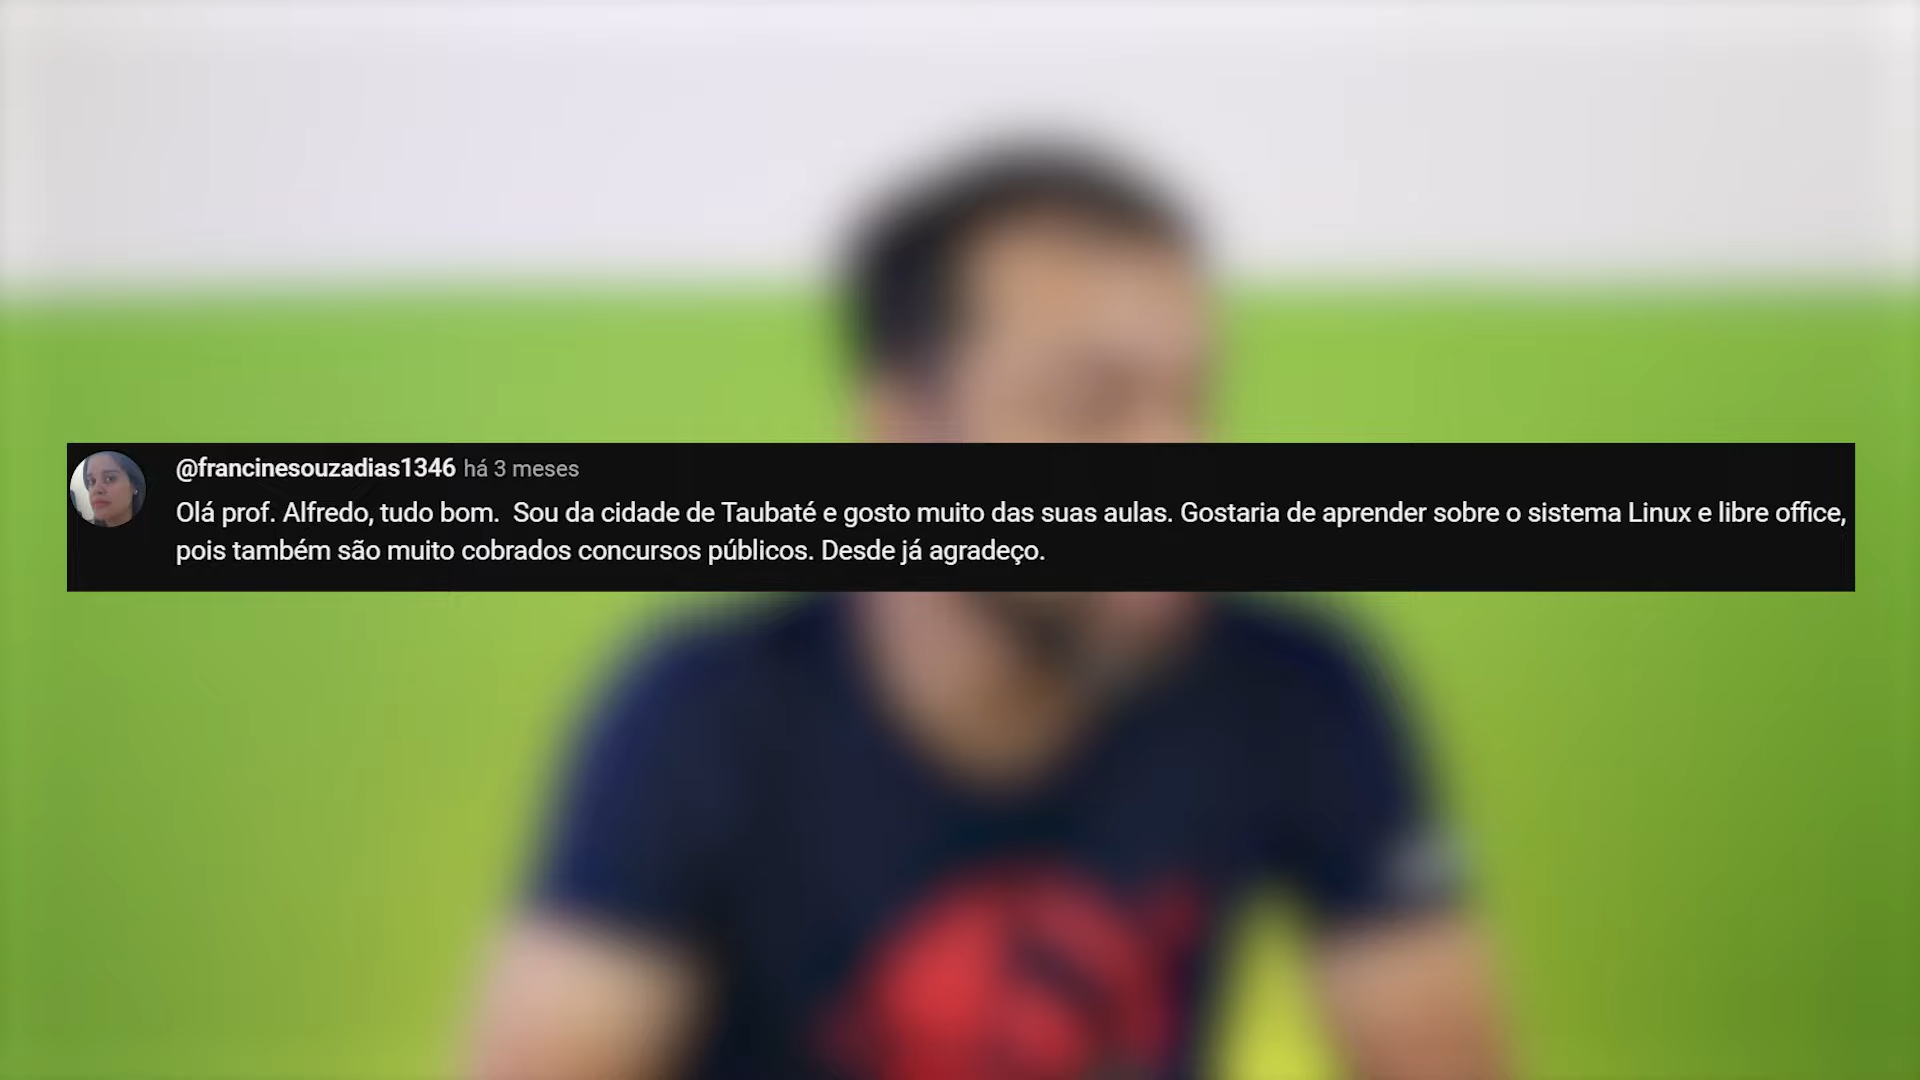 @francinesouzadias1346 há 3 meses
Olá prof. Alfredo, tudo bom.  Sou da cidade de Taubaté e gosto muito das suas aulas. Gostaria de aprender sobre o sistema Linux e libre office,
pois também são muito cobrados concursos públicos. Desde já agradeço.